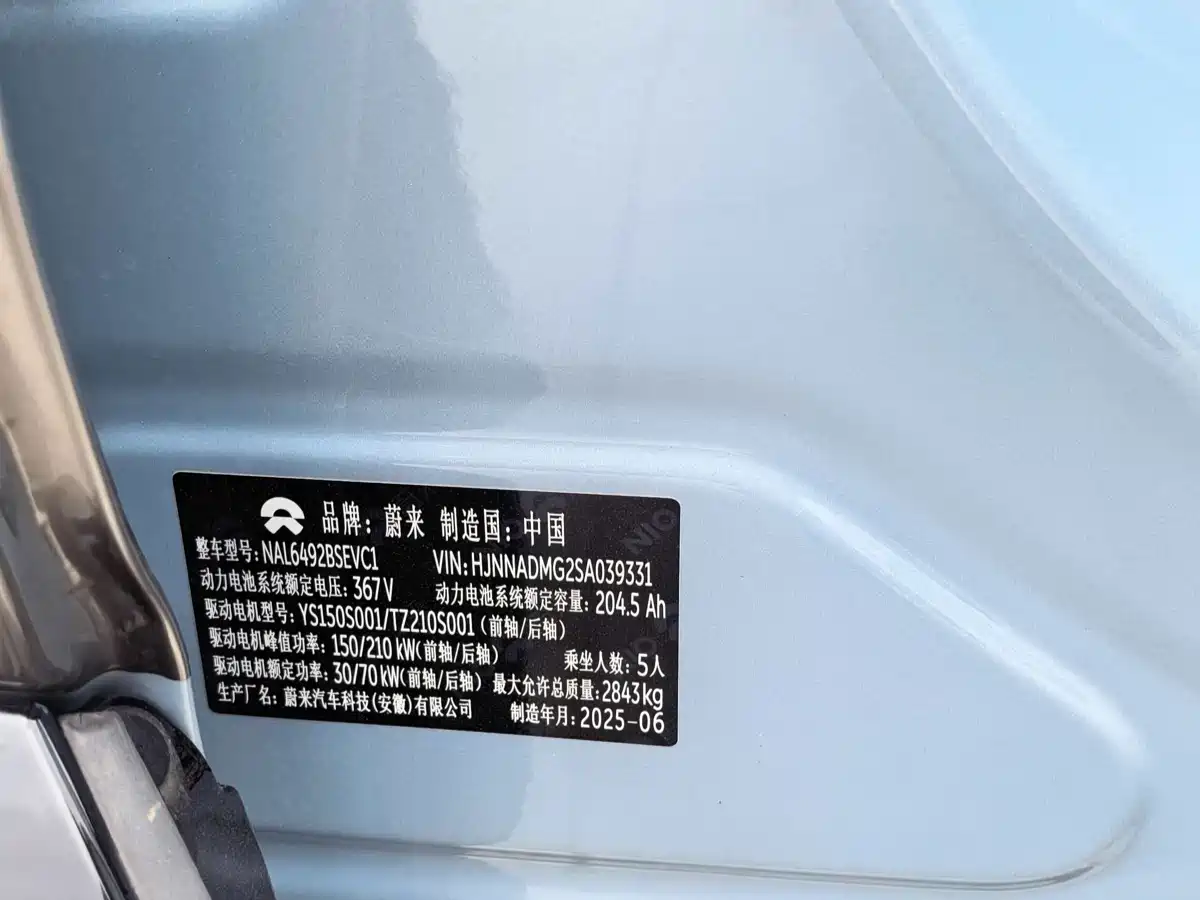 品牌: 蔚来 制造国: 中国
整车型号: NAL6492BSEVC1 VIN: HJNNADMG2SA039331
动力电池系统额定电压: 367V 动力电池系统额定容量: 204.5 Ah
驱动电机型号: YS150S001/TZ210S001 (前轴/后轴)
驱动电机峰值功率: 150/210 kW(前轴/后轴) 乘坐人数: 5人
驱动电机额定功率: 30/70 kW(前轴/后轴) 最大允许总质量: 2843kg
生产厂名: 蔚来汽车科技(安徽)有限公司 制造年月: 2025-06
NIO